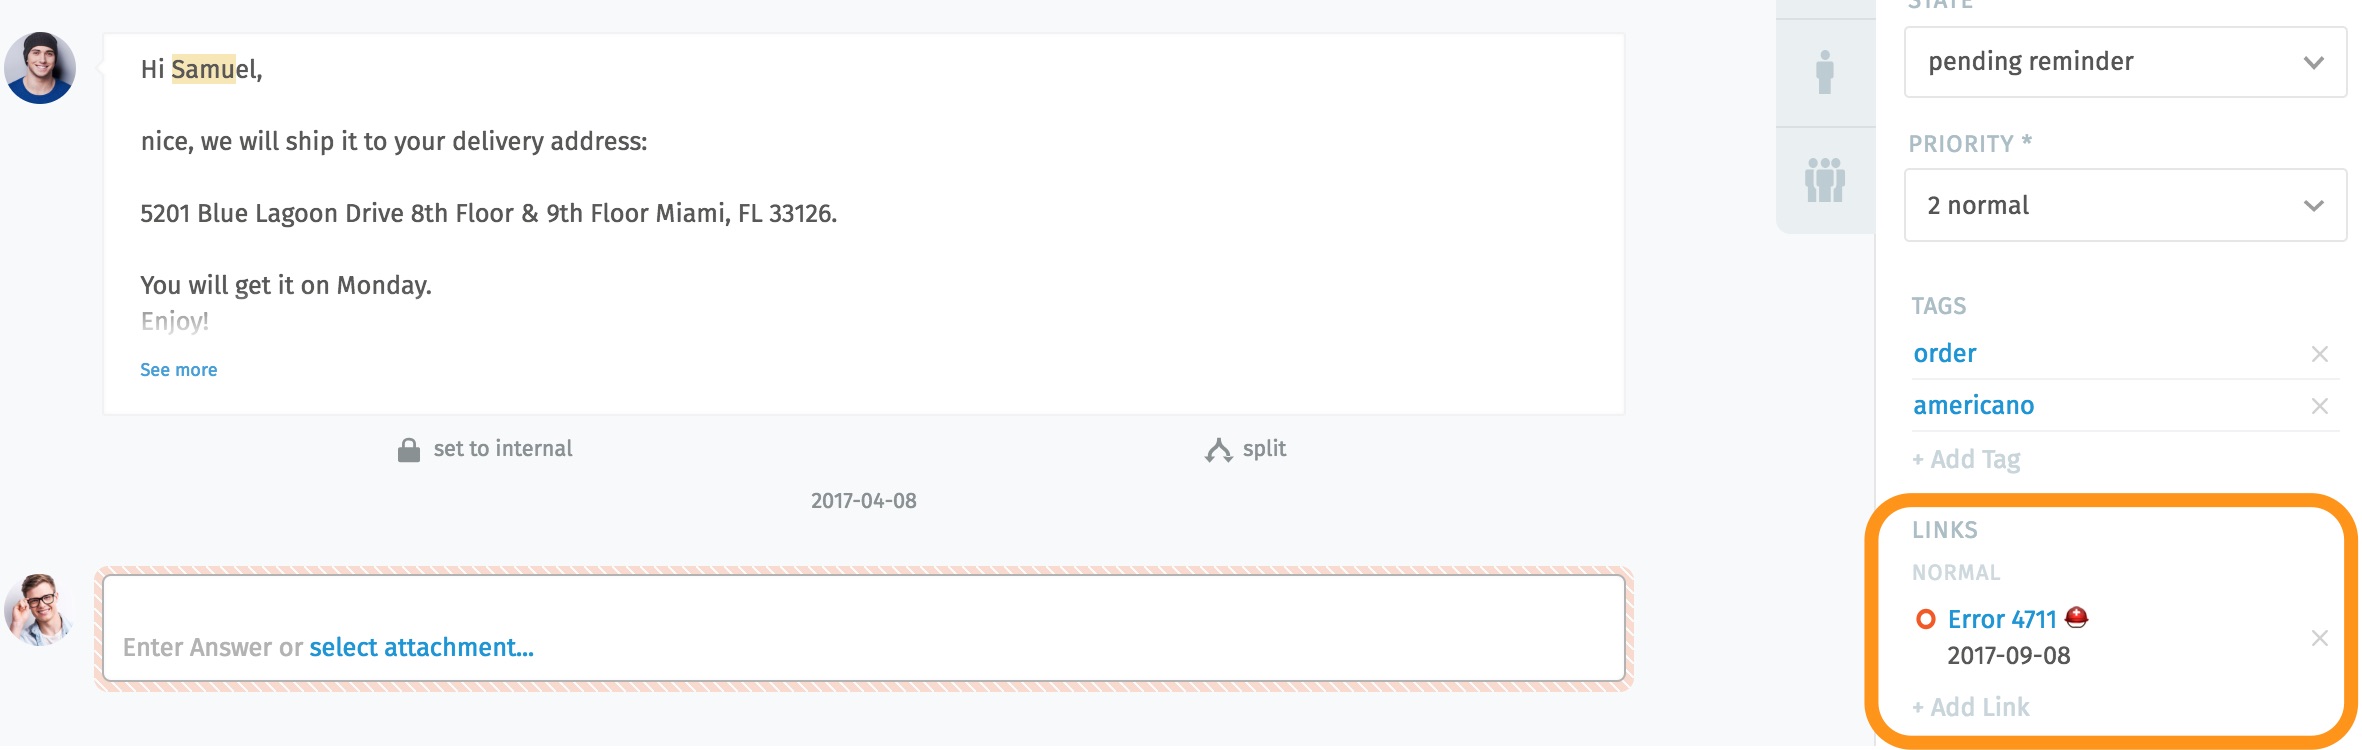 Hi Samuel,
nice, we will ship it to your delivery address:
5201 Blue Lagoon Drive 8th Floor & 9th Floor Miami, FL 33126.
You will get it on Monday.
Enjoy!
See more
set to internal
split
2017-04-08
Enter Answer or select attachment...
STATE
pending reminder
PRIORITY *
2 normal
TAGS
order
americano
+ Add Tag
LINKS
NORMAL
Error 4711
2017-09-08
+ Add Link